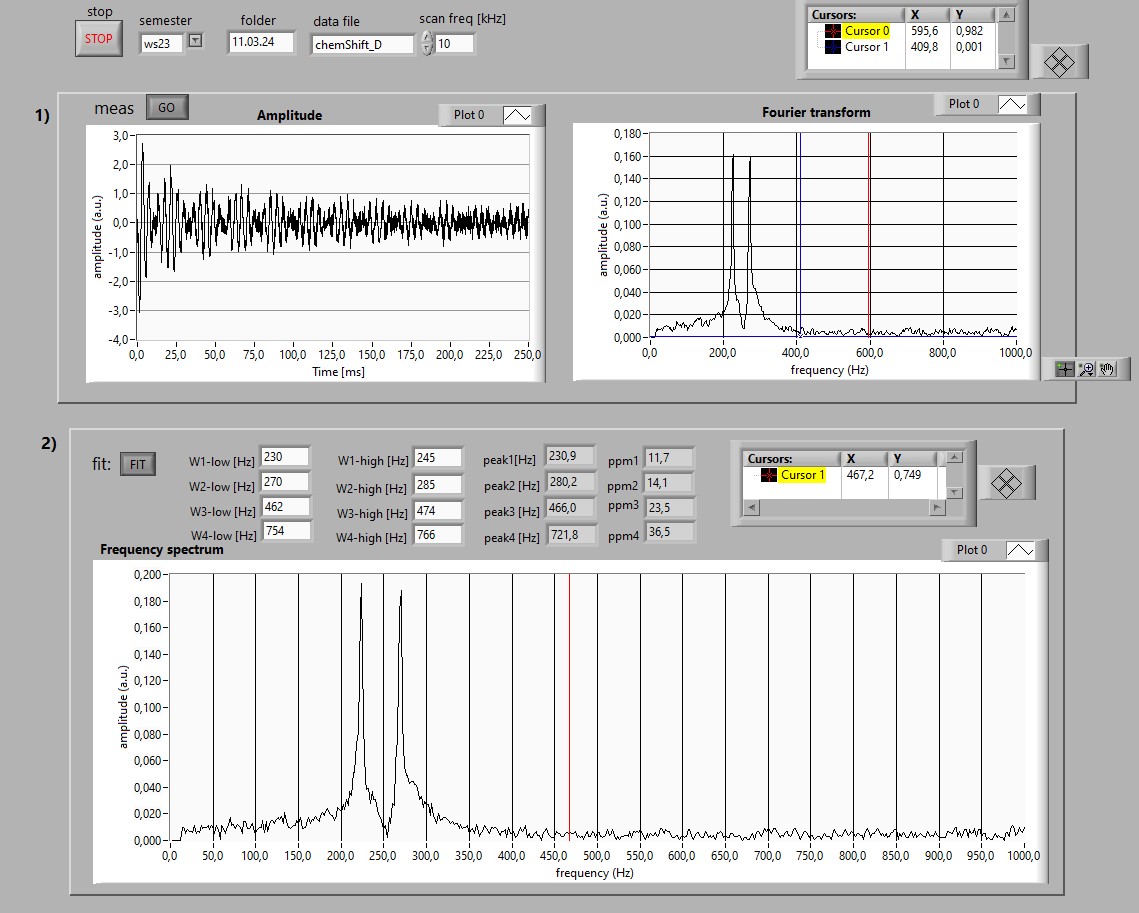 stop
STOP
semester
ws23
folder
11.03.24
data file
chemShift_D
scan freq [kHz]
10
Cursors: X Y
Cursor 0 595,6 0,982
Cursor 1 409,8 0,001
1)
meas GO
Amplitude
Plot 0
3,0
2,0
1,0
0,0
-1,0
-2,0
-3,0
-4,0
amplitude (a.u.)
0,0 25,0 50,0 75,0 100,0 125,0 150,0 175,0 200,0 225,0 250,0
Time [ms]
Fourier transform
Plot 0
0,180
0,160
0,140
0,120
0,100
0,080
0,060
0,040
0,020
0,000
amplitude (a.u.)
0,0 200,0 400,0 600,0 800,0 1000,0
frequency (Hz)
2)
fit: FIT
W1-low [Hz] 230 W1-high [Hz] 245 peak1[Hz] 230,9 ppm1 11,7
W2-low [Hz] 270 W2-high [Hz] 285 peak2 [Hz] 280,2 ppm2 14,1
W3-low [Hz] 462 W3-high [Hz] 474 peak3 [Hz] 466,0 ppm3 23,5
W4-low [Hz] 754 W4-high [Hz] 766 peak4 [Hz] 721,8 ppm4 36,5
Cursors: X Y
Cursor 1 467,2 0,749
Frequency spectrum
Plot 0
0,200
0,180
0,160
0,140
0,120
0,100
0,080
0,060
0,040
0,020
0,000
amplitude (a.u.)
0,0 50,0 100,0 150,0 200,0 250,0 300,0 350,0 400,0 450,0 500,0 550,0 600,0 650,0 700,0 750,0 800,0 850,0 900,0 950,0 1000,0
frequency (Hz)